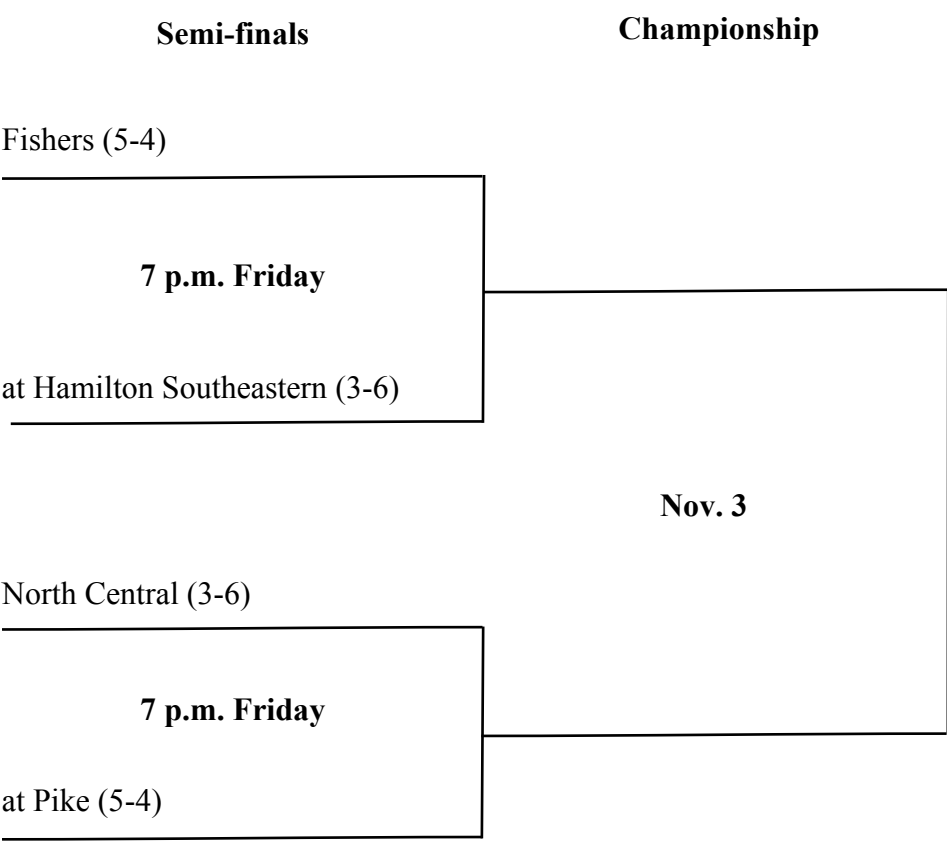 Semi-finals
Championship
Fishers (5-4)
7 p.m. Friday
at Hamilton Southeastern (3-6)
Nov. 3
North Central (3-6)
7 p.m. Friday
at Pike (5-4)